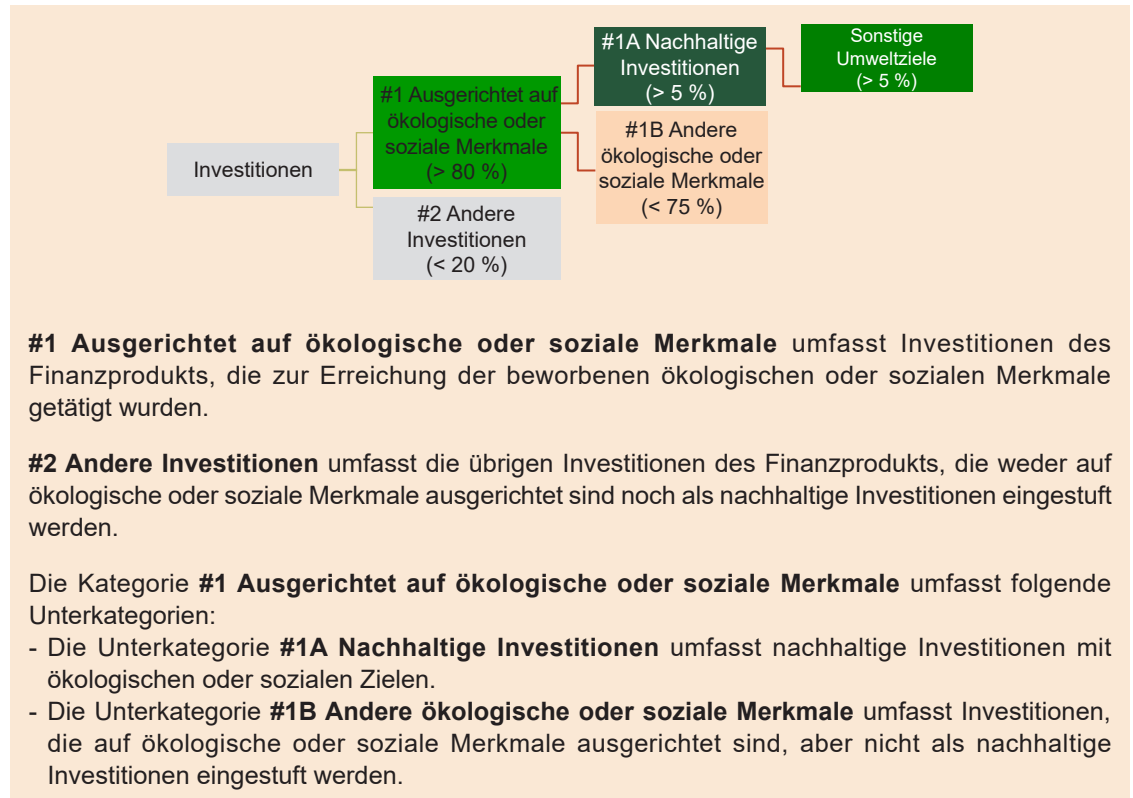 Investitionen
#1 Ausgerichtet auf
ökologische oder
soziale Merkmale
(> 80 %)
#2 Andere
Investitionen
(< 20 %)
#1A Nachhaltige
Investitionen
(> 5 %)
#1B Andere
ökologische oder
soziale Merkmale
(< 75 %)
Sonstige
Umweltziele
(> 5 %)
#1 Ausgerichtet auf ökologische oder soziale Merkmale umfasst Investitionen des
Finanzprodukts, die zur Erreichung der beworbenen ökologischen oder sozialen Merkmale
getätigt wurden.
#2 Andere Investitionen umfasst die übrigen Investitionen des Finanzprodukts, die weder auf
ökologische oder soziale Merkmale ausgerichtet sind noch als nachhaltige Investitionen eingestuft
werden.
Die Kategorie #1 Ausgerichtet auf ökologische oder soziale Merkmale umfasst folgende
Unterkategorien:
- Die Unterkategorie #1A Nachhaltige Investitionen umfasst nachhaltige Investitionen mit
ökologischen oder sozialen Zielen.
- Die Unterkategorie #1B Andere ökologische oder soziale Merkmale umfasst Investitionen,
die auf ökologische oder soziale Merkmale ausgerichtet sind, aber nicht als nachhaltige
Investitionen eingestuft werden.